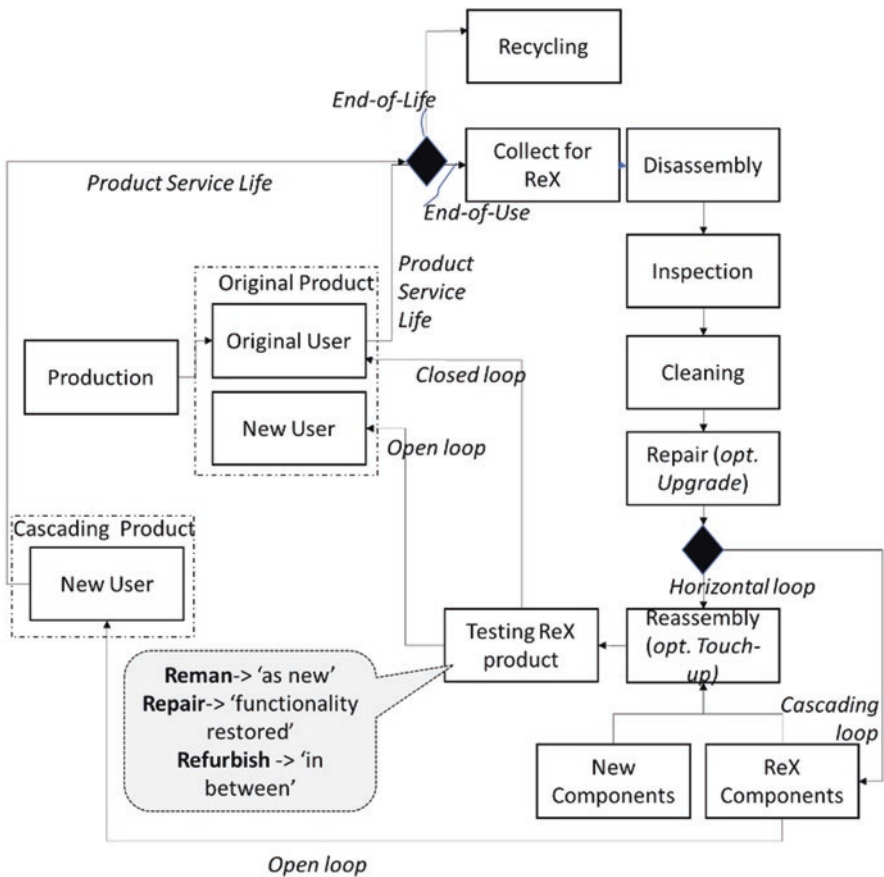 Recycling
End-of-Life
Collect for
ReX
Disassembly
Product Service Life
End-of-Use
Product
Service
Life
Original Product
Inspection
Original User
Production
Closed loop
Cleaning
New User
Open loop
Repair (opt.
Upgrade)
Cascading Product
New User
Horizontal loop
Testing ReX
product
Reassembly
(opt. Touch-
up)
Reman-> ‘as new’
Repair-> ‘functionality
restored’
Refurbish -> ‘in
between’
Cascading
loop
New
Components
ReX
Components
Open loop